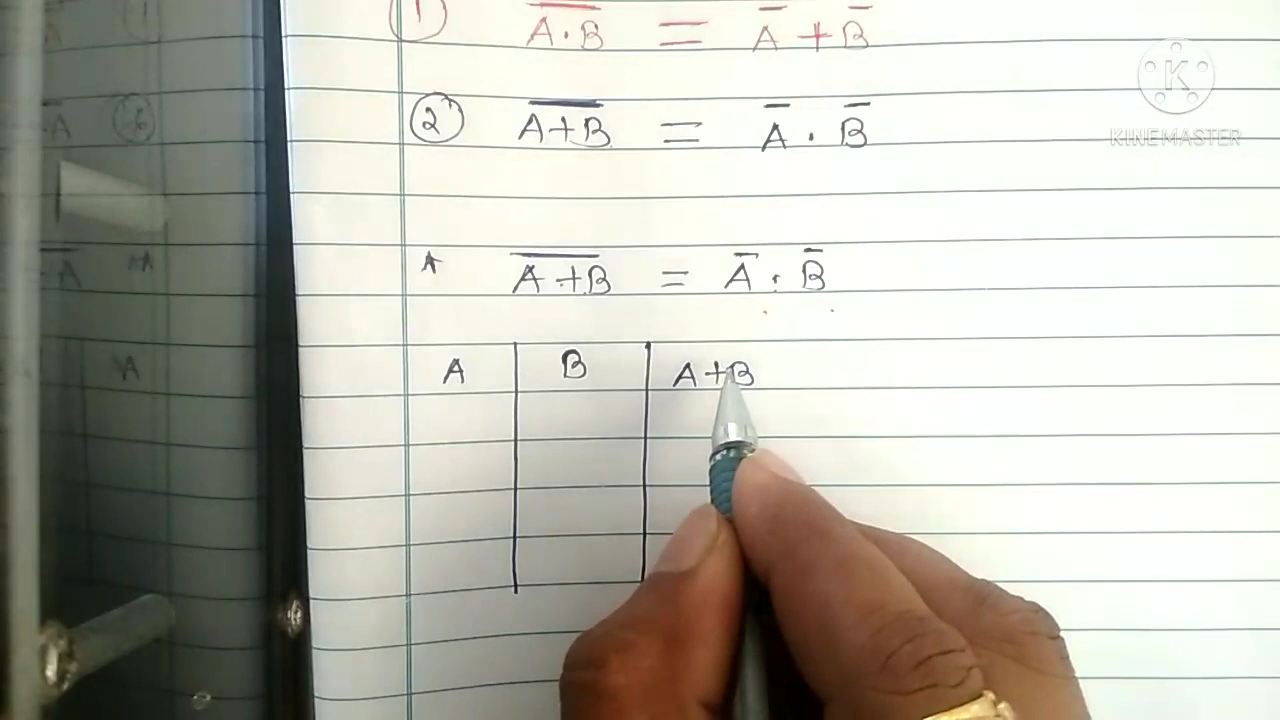 ① A̅·̅B̅ = A̅ + B̅
② A̅+̅B̅ = A̅ · B̅
* A̅+̅B̅ = A̅ · B̅
A B A+B
K
KINEMASTER